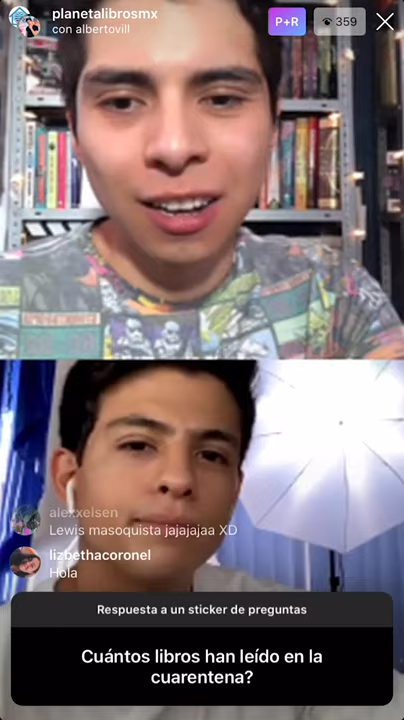 planetalibrosmx
con albertovill
P+R
359
alexxelsen
Lewis masoquista jajajajaa XD
lizbethacoronel
Hola
Respuesta a un sticker de preguntas
Cuántos libros han leído en la
cuarentena?